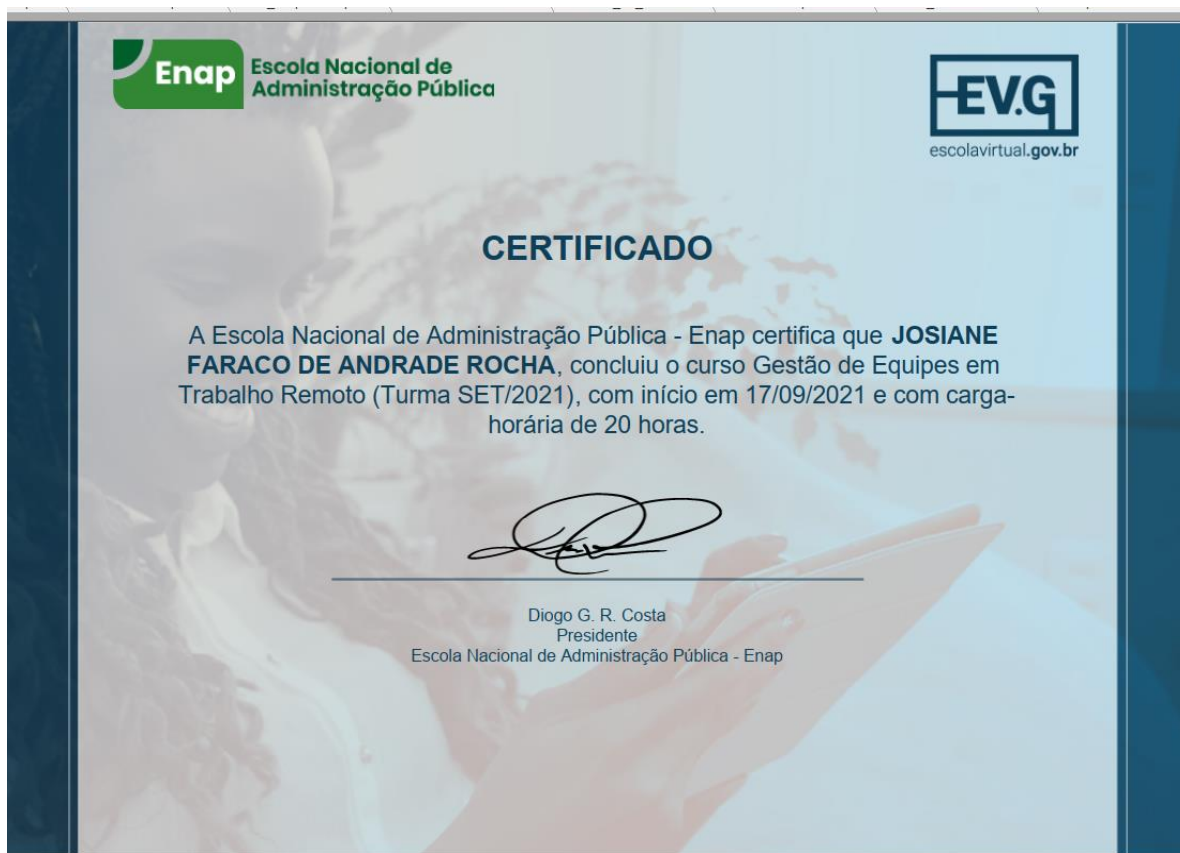 Enap
Escola Nacional de
Administração Pública
EV.G
escolavirtual.gov.br
CERTIFICADO
A Escola Nacional de Administração Pública - Enap certifica que JOSIANE
FARACO DE ANDRADE ROCHA, concluiu o curso Gestão de Equipes em
Trabalho Remoto (Turma SET/2021), com início em 17/09/2021 e com carga-
horária de 20 horas.
Diogo G. R. Costa
Presidente
Escola Nacional de Administração Pública - Enap